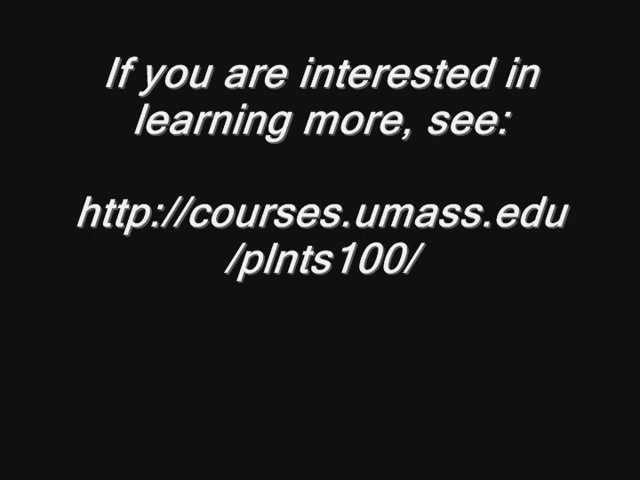 If you are interested in
learning more, see:
http://courses.umass.edu
/plnts100/